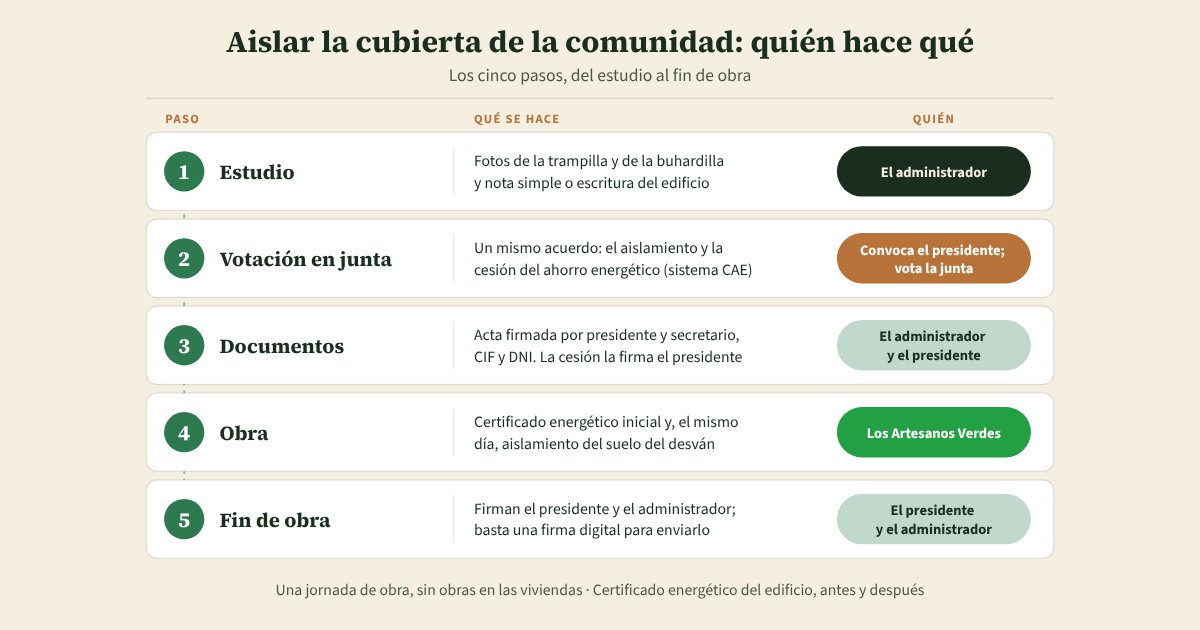 Aislar la cubierta de la comunidad: quién hace qué
Los cinco pasos, del estudio al fin de obra
PASO
QUÉ SE HACE
QUIÉN
1
Estudio
Fotos de la trampilla y de la buhardilla
y nota simple o escritura del edificio
El administrador
2
Votación en junta
Un mismo acuerdo: el aislamiento y la
cesión del ahorro energético (sistema CAE)
Convoca el presidente;
vota la junta
3
Documentos
Acta firmada por presidente y secretario,
CIF y DNI. La cesión la firma el presidente
El administrador
y el presidente
4
Obra
Certificado energético inicial y, el mismo
día, aislamiento del suelo del desván
Los Artesanos Verdes
5
Fin de obra
Firman el presidente y el administrador;
basta una firma digital para enviarlo
El presidente
y el administrador
Una jornada de obra, sin obras en las viviendas · Certificado energético del edificio, antes y después